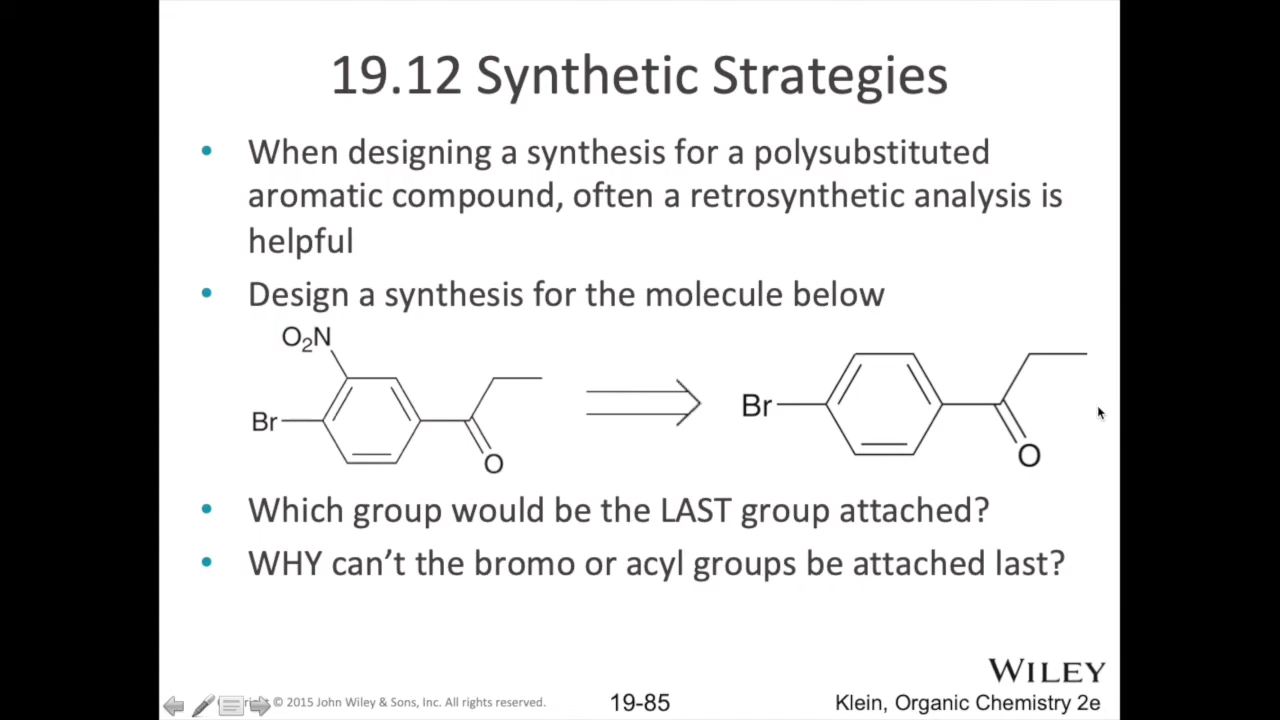 19.12 Synthetic Strategies
• When designing a synthesis for a polysubstituted
aromatic compound, often a retrosynthetic analysis is
helpful
• Design a synthesis for the molecule below
O2N
Br
O
Br
O
• Which group would be the LAST group attached?
• WHY can’t the bromo or acyl groups be attached last?
WILEY
© 2015 John Wiley & Sons, Inc. All rights reserved.
19-85
Klein, Organic Chemistry 2e